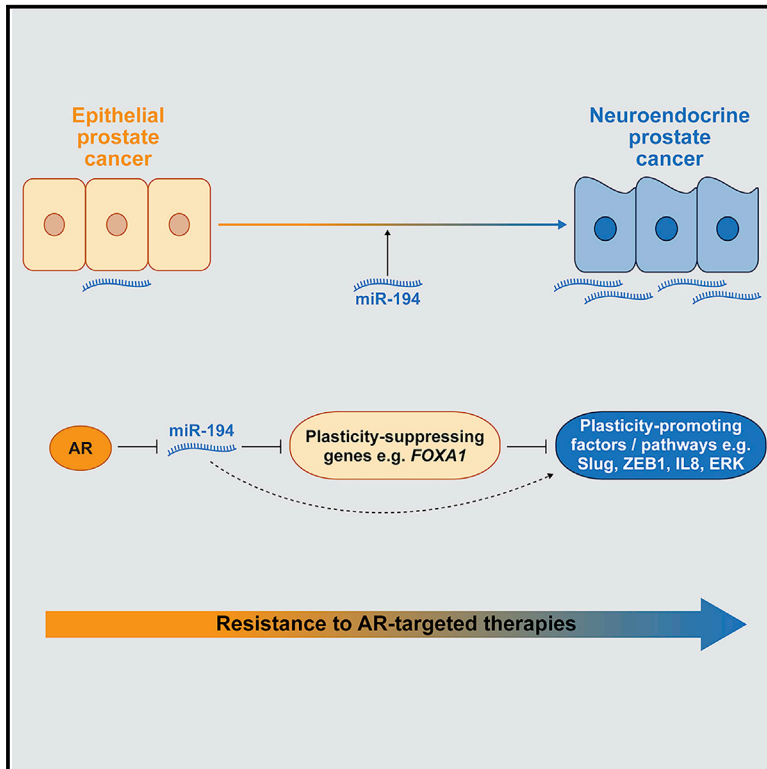 Epithelial
prostate
cancer
Neuroendocrine
prostate
cancer
miR-194
AR
miR-194
Plasticity-suppressing
genes e.g. FOXA1
Plasticity-promoting
factors / pathways e.g.
Slug, ZEB1, IL8, ERK
Resistance to AR-targeted therapies